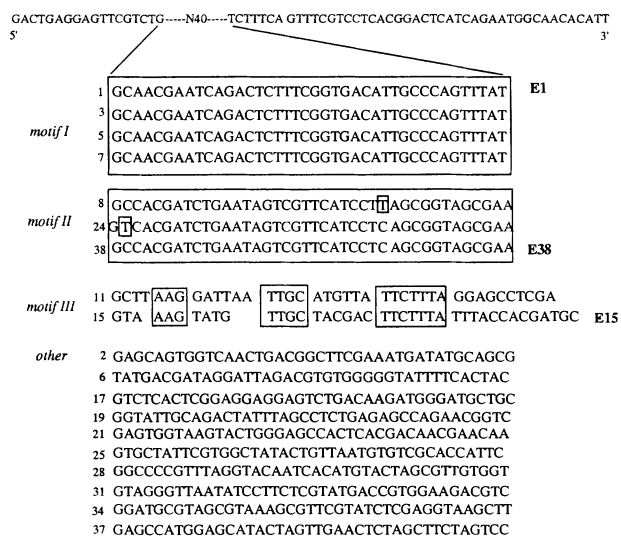 GACTGAGGAGTTCGTCTG-----N40----TCTTTCA GTTTCGTCCTCACGGACTCATCAGAATGGCAACACATT
5' 3'
1 GCAACGAATCAGACTCTTTCGGTGACATTGCCCAGTTTAT E1
3 GCAACGAATCAGACTCTTTCGGTGACATTGCCCAGTTTAT
motif I 5 GCAACGAATCAGACTCTTTCGGTGACATTGCCCAGTTTAT
7 GCAACGAATCAGACTCTTTCGGTGACATTGCCCAGTTTAT
8 GCCACGATCTGAATAGTCGTTCATCCTTAGCGGTAGCGAA
motif II 24 GTCACGATCTGAATAGTCGTTCATCCTC AGCGGTAGCGAA
38 GCCACGATCTGAATAGTCGTTCATCCTC AGCGGTAGCGAA E38
11 GCTT AAG GATTAA TTGC ATGTTA TTCTTTA GGAGCCTCGA
motif III 15 GTA AAG TATG TTGC TACGAC TTCTTTA TTTACCACGATGC E15
other 2 GAGCAGTGGTCAACTGACGGCTTCGAAATGATATGCAGCG
6 TATGACGATAGGATTAGACGTGTGGGGGTATTTTCACTAC
17 GTCTCACTCGGAGGAGGAGTCTGACAAGATGGGATGCTGC
19 GGTATTGCAGACTATTTAGCCTCTGAGAGCCAGAACGGTC
21 GAGTGGTAAGTACTGGGAGCCACTCACGACAACGAACAA
25 GTGCTATTCGTGGCTATACTGTTAATGTGTCGCACCATTC
28 GGCCCCGTTTAGGTACAATCACATGTACTAGCGTTGTGGT
31 GTAGGGTTAATATCCTTCTCGTATGACCGTGGAAGACGTC
34 GGATGCGTAGCGTAAAGCGTTCGTATCTCGAGGTAAGCTT
37 GAGCCATGGAGCATACTAGTTGAACTCTAGCTTCTAGTCC